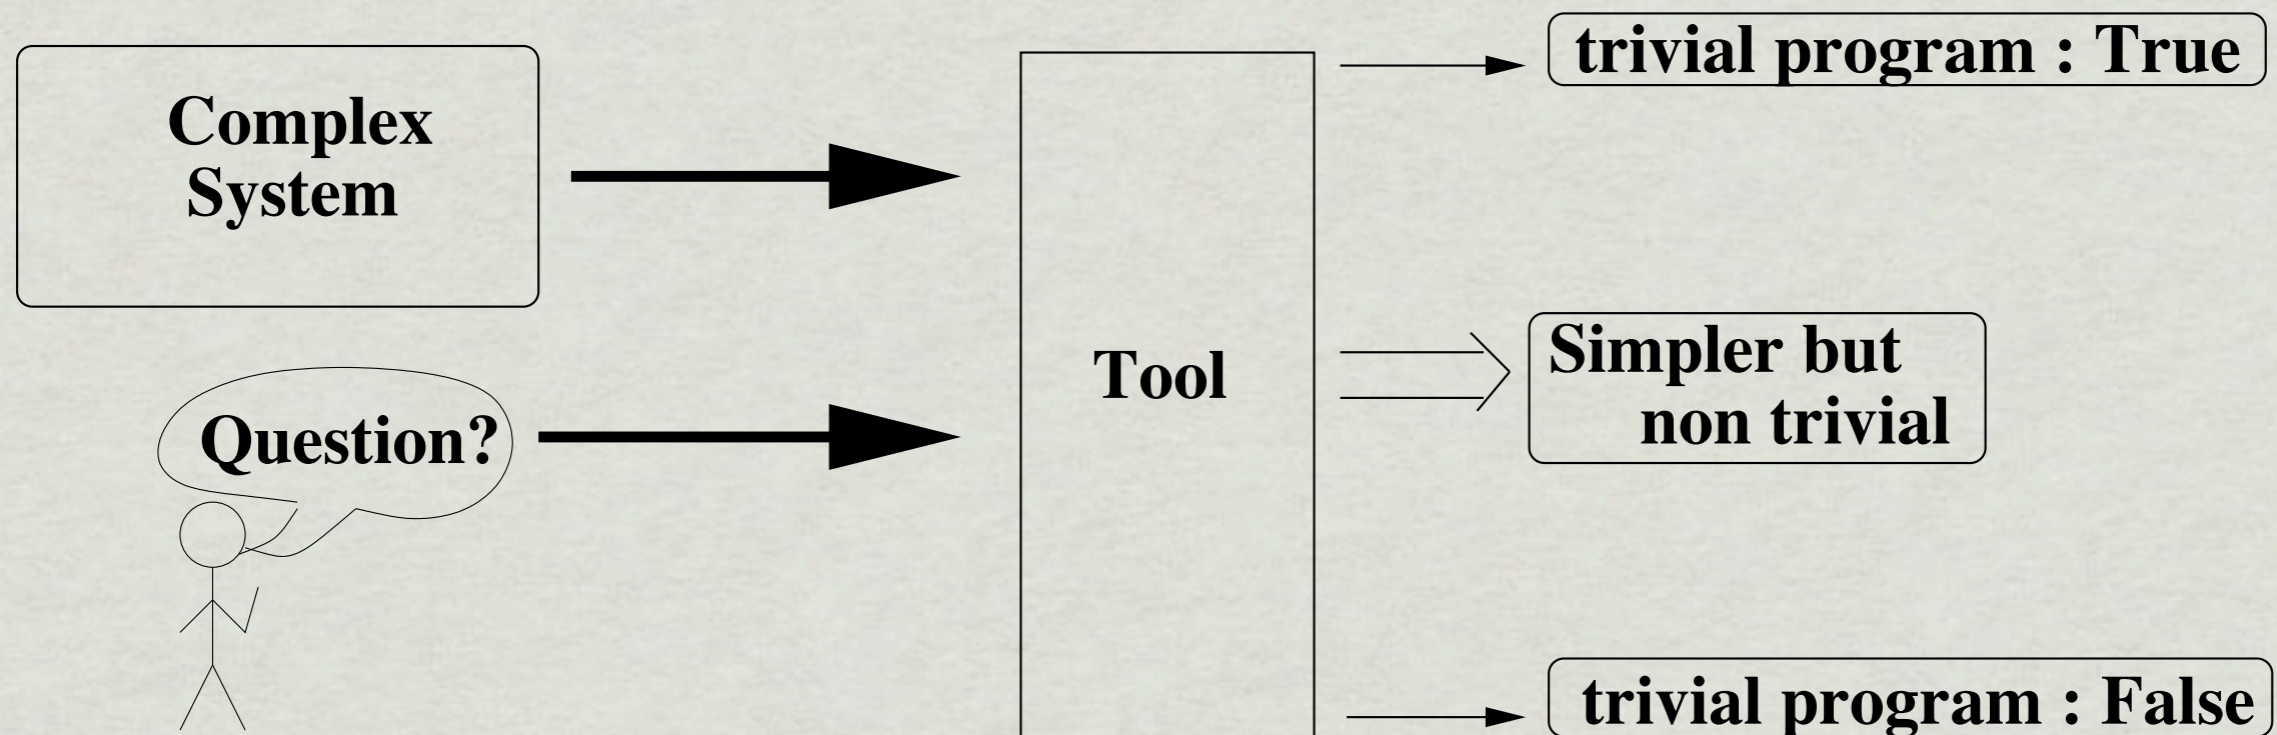 Complex
System
Question?
Tool
trivial program : True
Simpler but
non trivial
trivial program : False